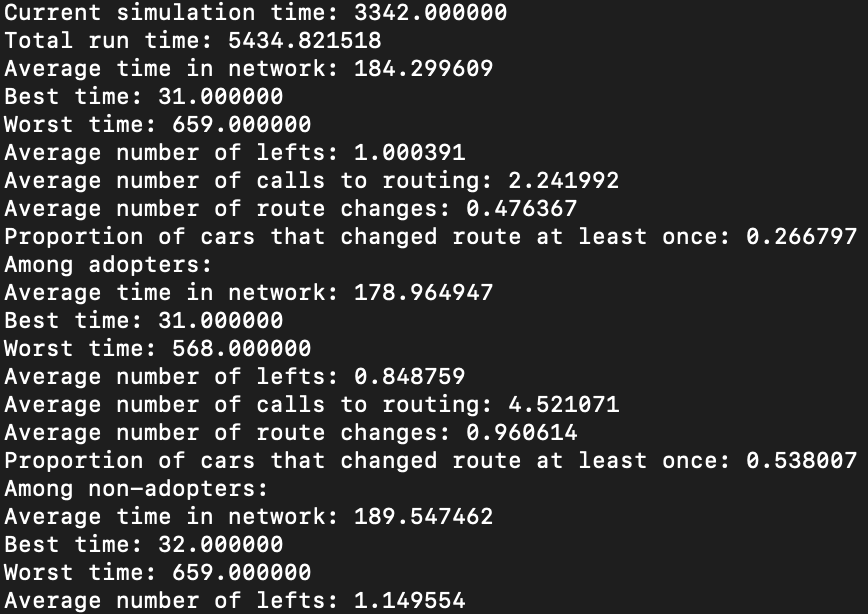 Current simulation time: 3342.000000
Total run time: 5434.821518
Average time in network: 184.299609
Best time: 31.000000
Worst time: 659.000000
Average number of lefts: 1.000391
Average number of calls to routing: 2.241992
Average number of route changes: 0.476367
Proportion of cars that changed route at least once: 0.266797
Among adopters:
Average time in network: 178.964947
Best time: 31.000000
Worst time: 568.000000
Average number of lefts: 0.848759
Average number of calls to routing: 4.521071
Average number of route changes: 0.960614
Proportion of cars that changed route at least once: 0.538007
Among non-adopters:
Average time in network: 189.547462
Best time: 32.000000
Worst time: 659.000000
Average number of lefts: 1.149554